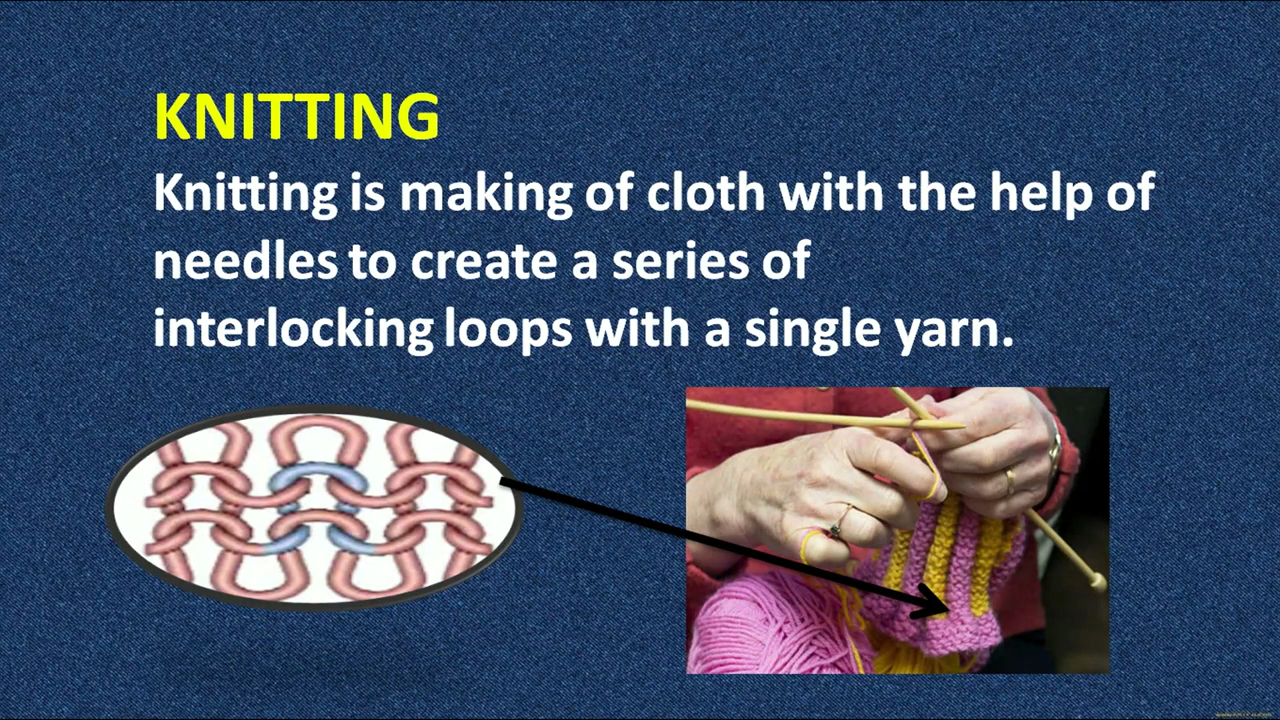 KNITTING
Knitting is making of cloth with the help of
needles to create a series of
interlocking loops with a single yarn.